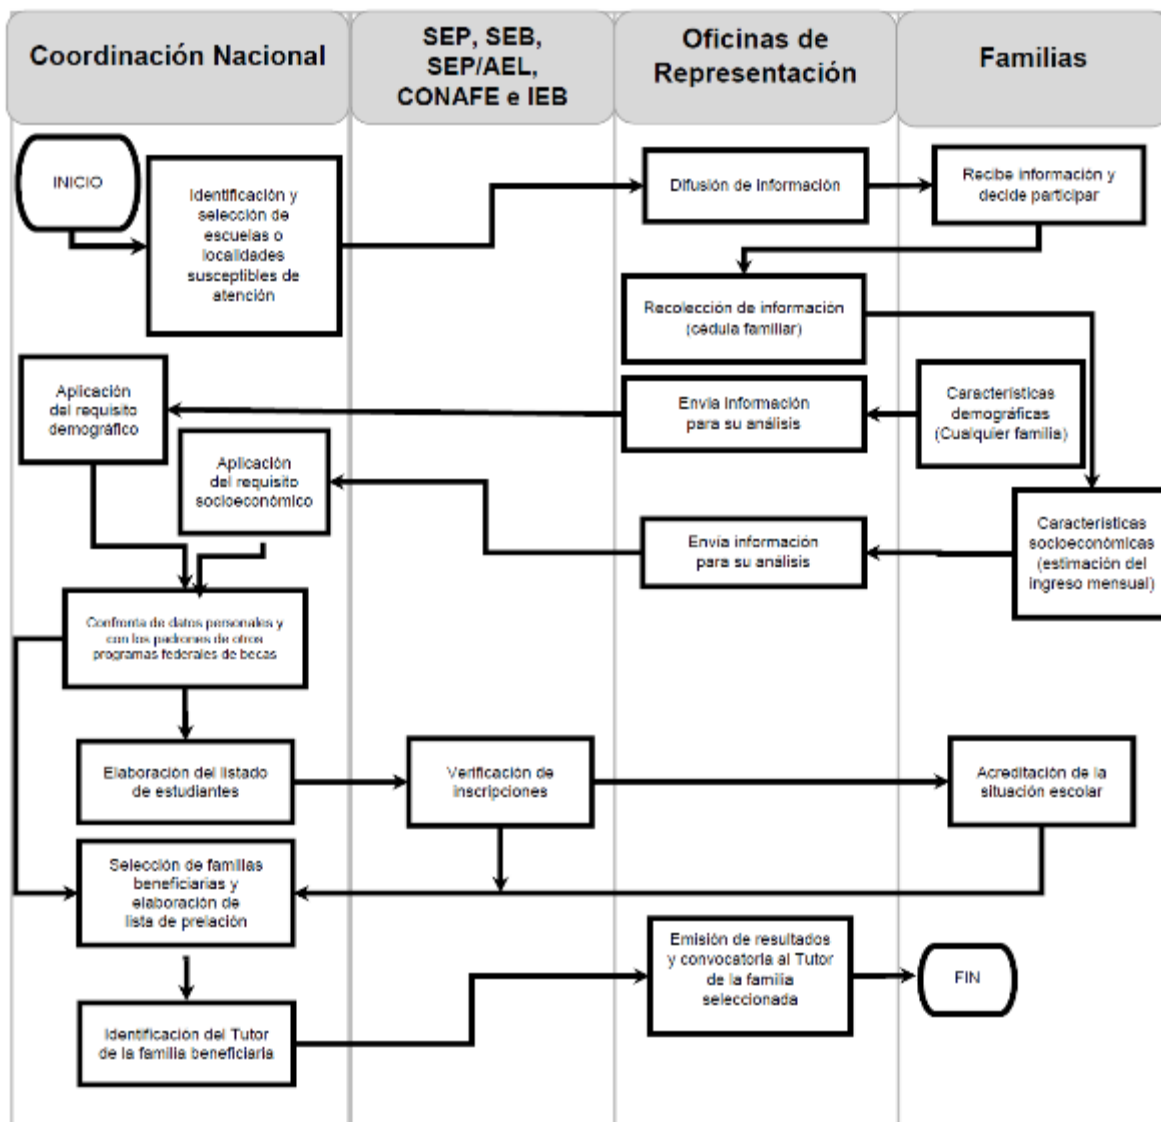 Coordinación Nacional
SEP, SEB,
SEP/AEL,
CONAFE e IEB
Oficinas de
Representación
Familias
INICIO
Identificación y
selección de
escuelas o
localidades
susceptibles de
atención
Difusión de Información
Recibe información y
decide participar
Recolección de información
(cédula familiar)
Aplicación
del requisito
demográfico
Envía información
para su análisis
Características
demográficas
(Cualquier familia)
Aplicación
del requisito
socioeconómico
Envía información
para su análisis
Características
socioeconómicas
(estimación del
ingreso mensual)
Confronta de datos personales y
con los padrones de otros
programas federales de becas
Elaboración del listado
de estudiantes
Verificación de
inscripciones
Acreditación de la
situación escolar
Selección de familias
beneficiarias y
elaboración de
lista de prelación
Emisión de resultados
y convocatoria al Tutor
de la familia
seleccionada
FIN
Identificación del Tutor
de la familia beneficiaria